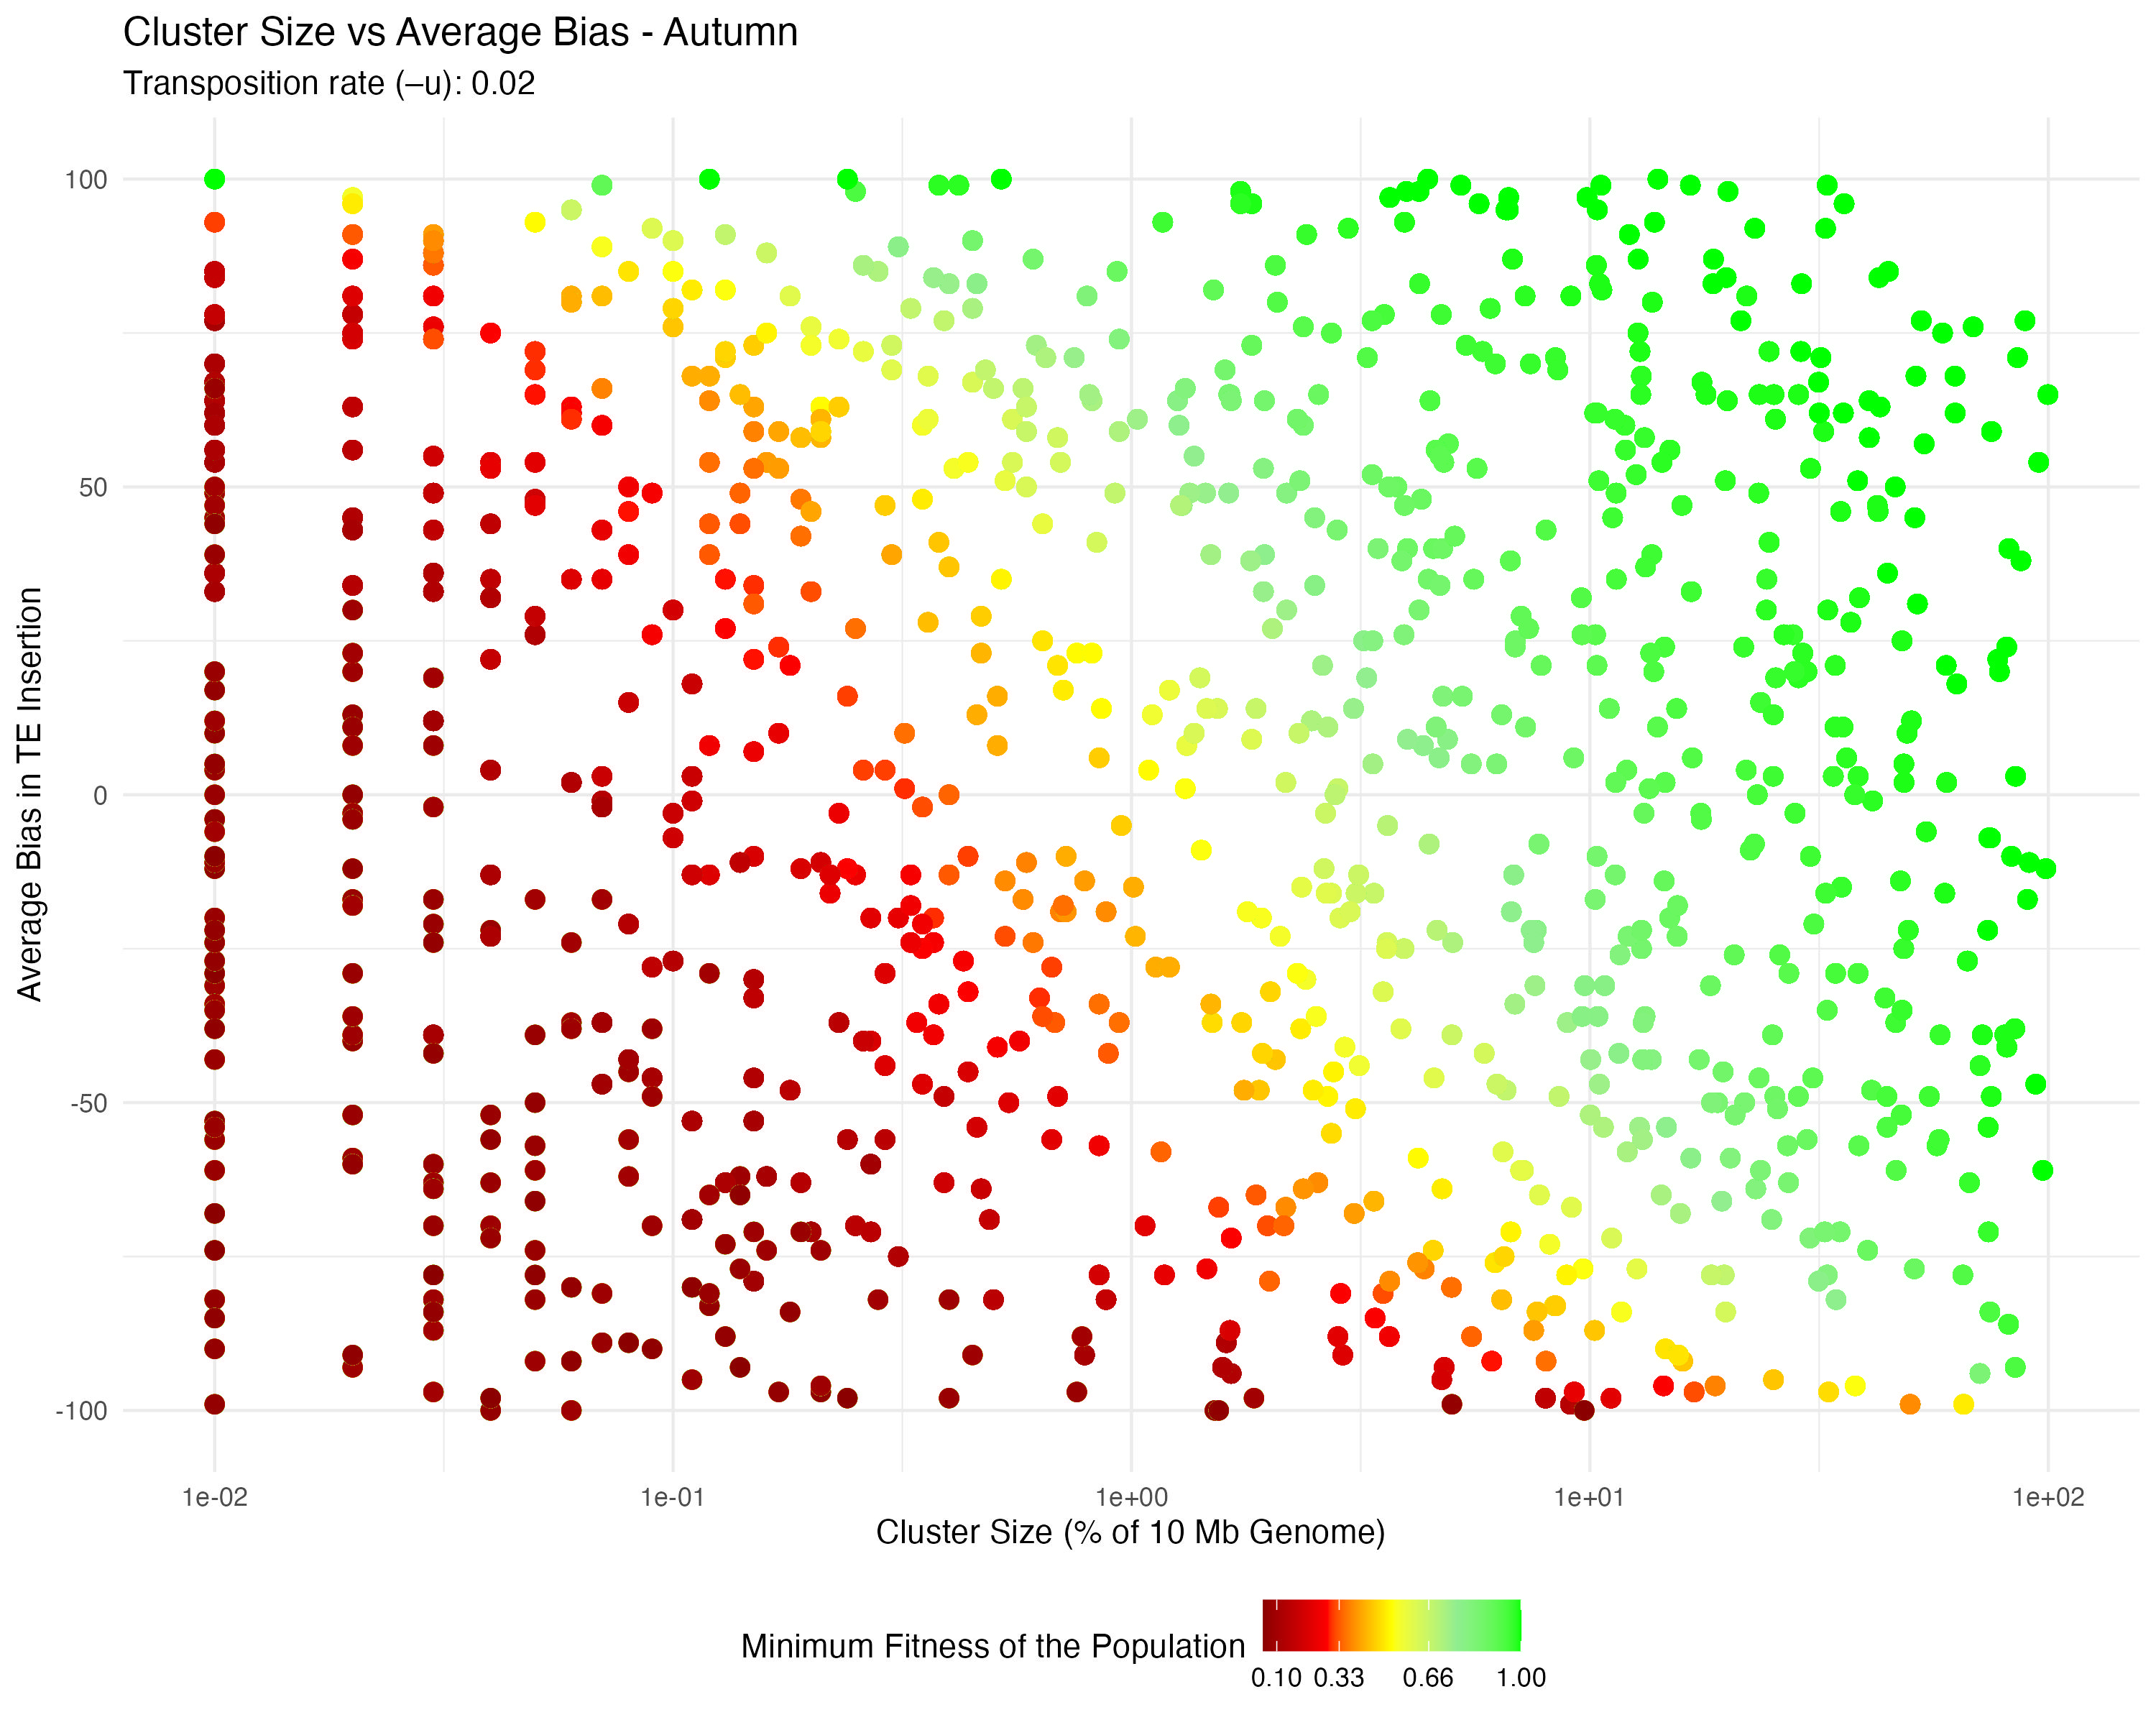 Cluster Size vs Average Bias - Autumn
Transposition rate (−u): 0.02
100
50
0
-50
-100
Average Bias in TE Insertion
1e-02 1e-01 1e+00 1e+01 1e+02
Cluster Size (% of 10 Mb Genome)
Minimum Fitness of the Population
0.10 0.33 0.66 1.00